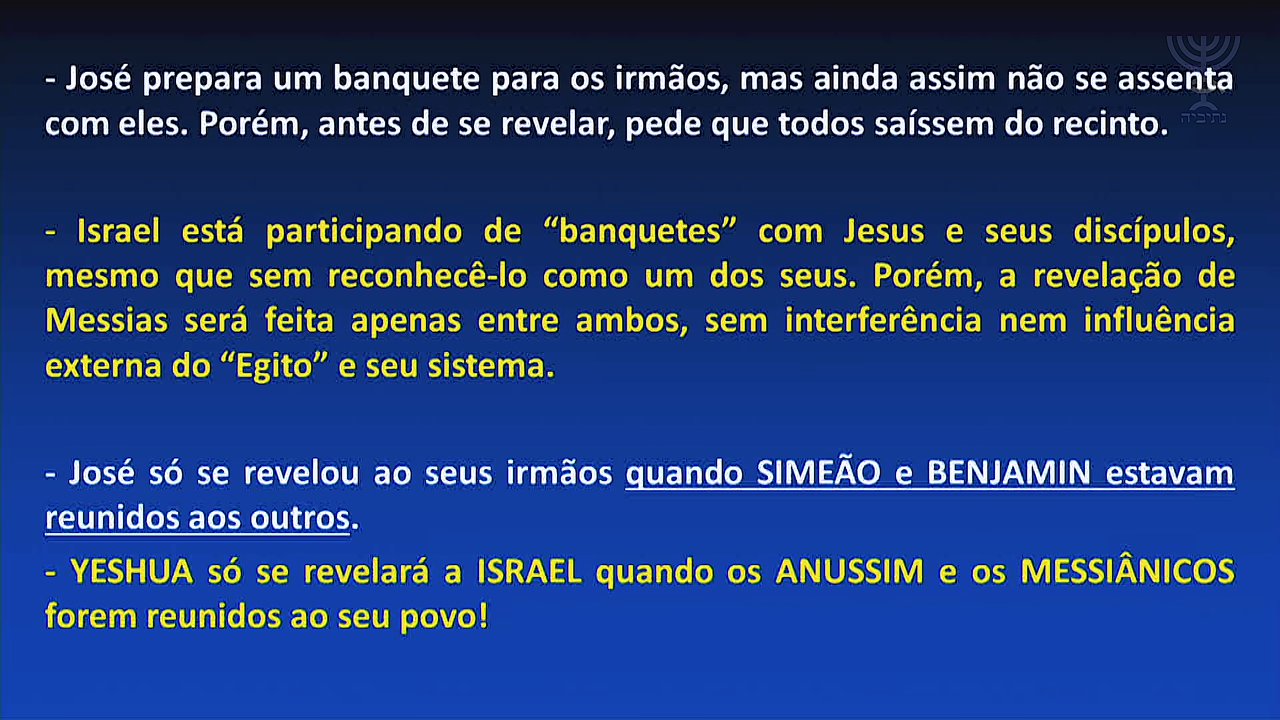 - José prepara um banquete para os irmãos, mas ainda assim não se assenta
com eles. Porém, antes de se revelar, pede que todos saíssem do recinto.
נתיביה
- Israel está participando de “banquetes” com Jesus e seus discípulos,
mesmo que sem reconhecê-lo como um dos seus. Porém, a revelação de
Messias será feita apenas entre ambos, sem interferência nem influência
externa do “Egito” e seu sistema.
- José só se revelou ao seus irmãos quando SIMEÃO e BENJAMIN estavam
reunidos aos outros.
- YESHUA só se revelará a ISRAEL quando os ANUSSIM e os MESSIÂNICOS
forem reunidos ao seu povo!